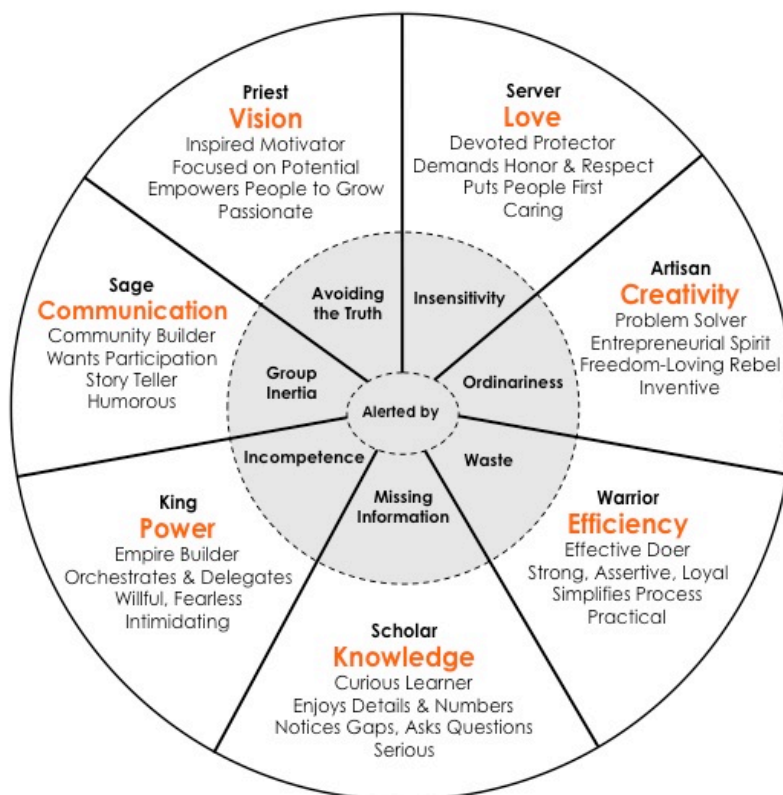 Priest
Vision
Inspired Motivator
Focused on Potential
Empowers People to Grow
Passionate
Server
Love
Devoted Protector
Demands Honor & Respect
Puts People First
Caring
Artisan
Creativity
Problem Solver
Entrepreneurial Spirit
Freedom-Loving Rebel
Inventive
Warrior
Efficiency
Effective Doer
Strong, Assertive, Loyal
Simplifies Process
Practical
Scholar
Knowledge
Curious Learner
Enjoys Details & Numbers
Notices Gaps, Asks Questions
Serious
King
Power
Empire Builder
Orchestrates & Delegates
Willful, Fearless
Intimidating
Sage
Communication
Community Builder
Wants Participation
Story Teller
Humorous
Avoiding
the Truth
Insensitivity
Ordinariness
Waste
Missing
Information
Incompetence
Group
Inertia
Alerted by